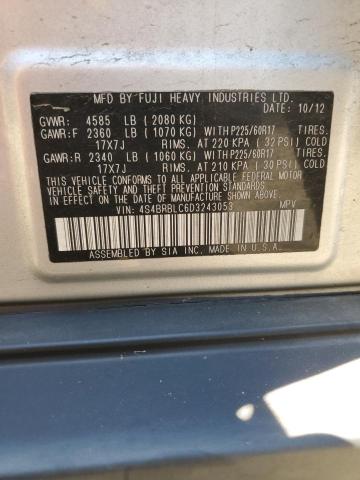 MFD. BY FUJI HEAVY INDUSTRIES LTD.
DATE: 10/12
GVWR: 4585 LB (2080 KG)
GAWR:F 2360 LB (1070 KG) WITH P225/60R17 TIRES.
17X7J RIMS. AT 220 KPA (32 PSI) COLD
GAWR:R 2340 LB (1060 KG) WITH P225/60R17 TIRES.
17X7J RIMS. AT 210 KPA (30 PSI) COLD
THIS VEHICLE CONFORMS TO ALL APPLICABLE FEDERAL MOTOR
VEHICLE SAFETY STANDARDS IN EFFECT ON THE DATE OF
MANUFACTURE SHOWN ABOVE.
VIN: 4S4BRBLC6D3243053 MPV
ASSEMBLED BY SIA INC. IN U.S.A.